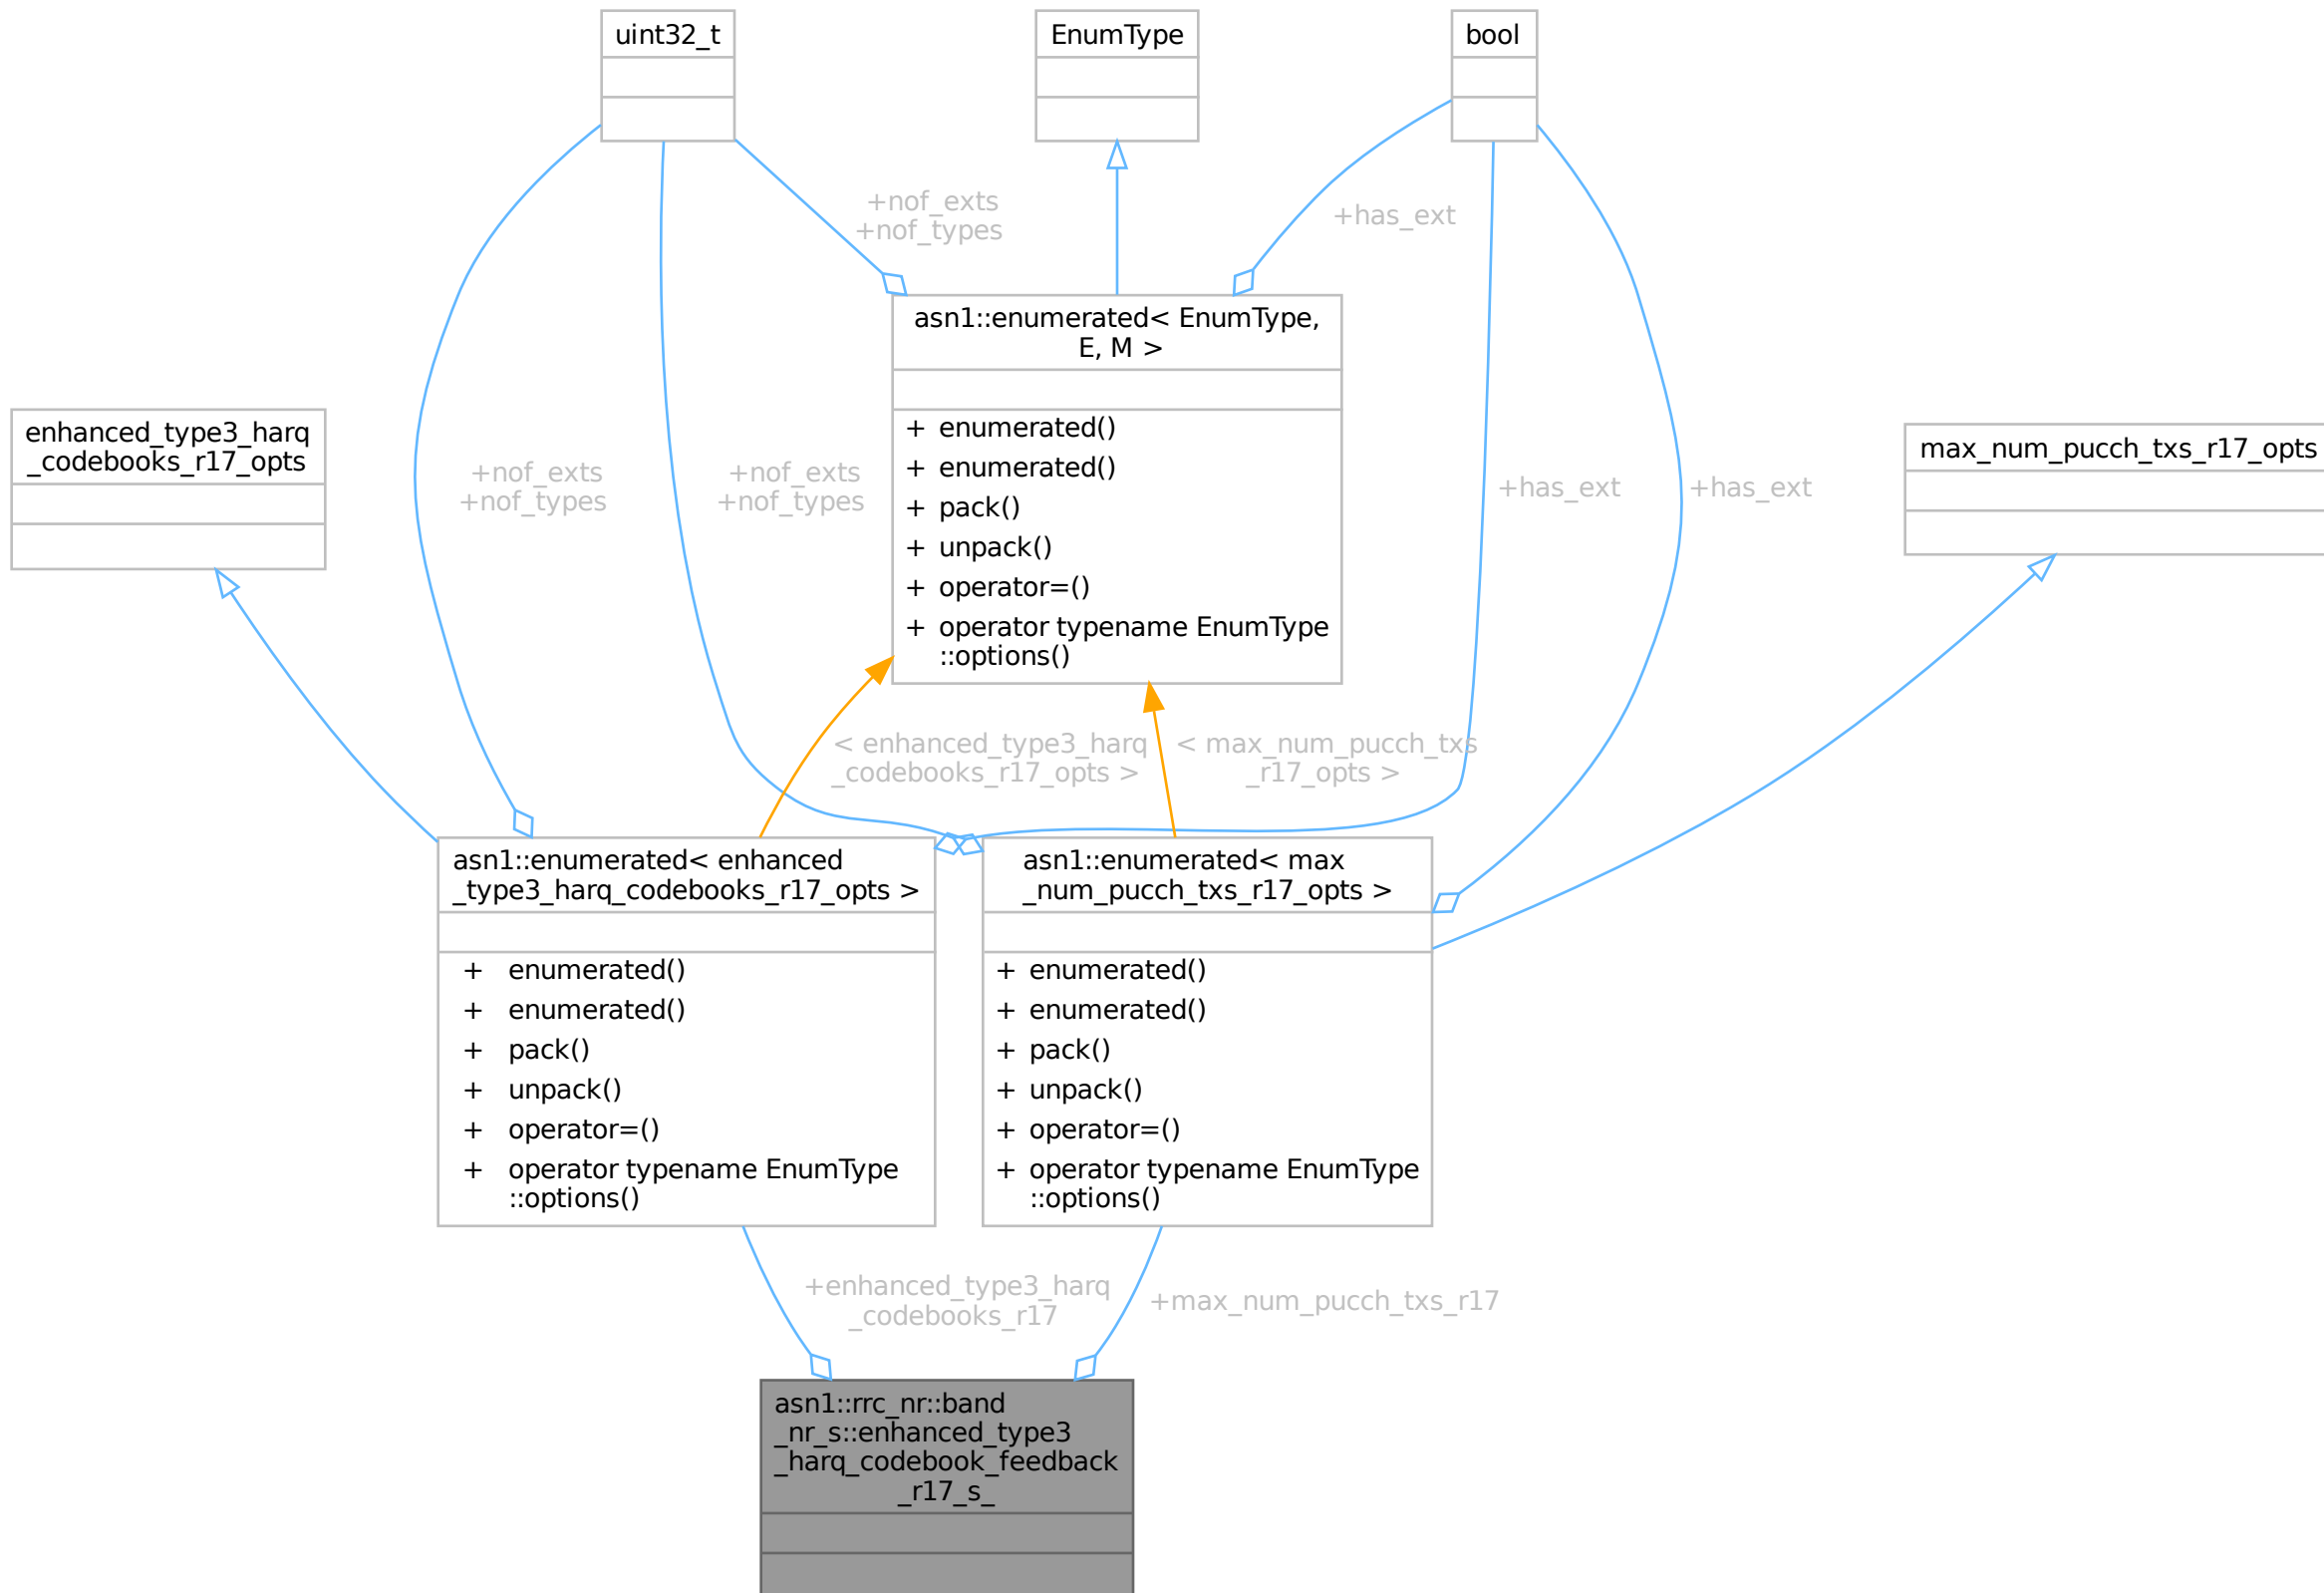 uint32_t
EnumType
bool
+nof_exts
+nof_types
+has_ext
asn1::enumerated< EnumType,
E, M >
+ enumerated()
+ enumerated()
+ pack()
+ unpack()
+ operator=()
+ operator typename EnumType
::options()
enhanced_type3_harq
_codebooks_r17_opts
max_num_pucch_txs_r17_opts
+nof_exts
+nof_types
+nof_exts
+nof_types
+has_ext
+has_ext
< enhanced_type3_harq
_codebooks_r17_opts >
< max_num_pucch_txs
_r17_opts >
asn1::enumerated< enhanced
_type3_harq_codebooks_r17_opts >
+ enumerated()
+ enumerated()
+ pack()
+ unpack()
+ operator=()
+ operator typename EnumType
::options()
asn1::enumerated< max
_num_pucch_txs_r17_opts >
+ enumerated()
+ enumerated()
+ pack()
+ unpack()
+ operator=()
+ operator typename EnumType
::options()
+enhanced_type3_harq
_codebooks_r17
+max_num_pucch_txs_r17
asn1::rrc_nr::band
_nr_s::enhanced_type3
_harq_codebook_feedback
_r17_s_